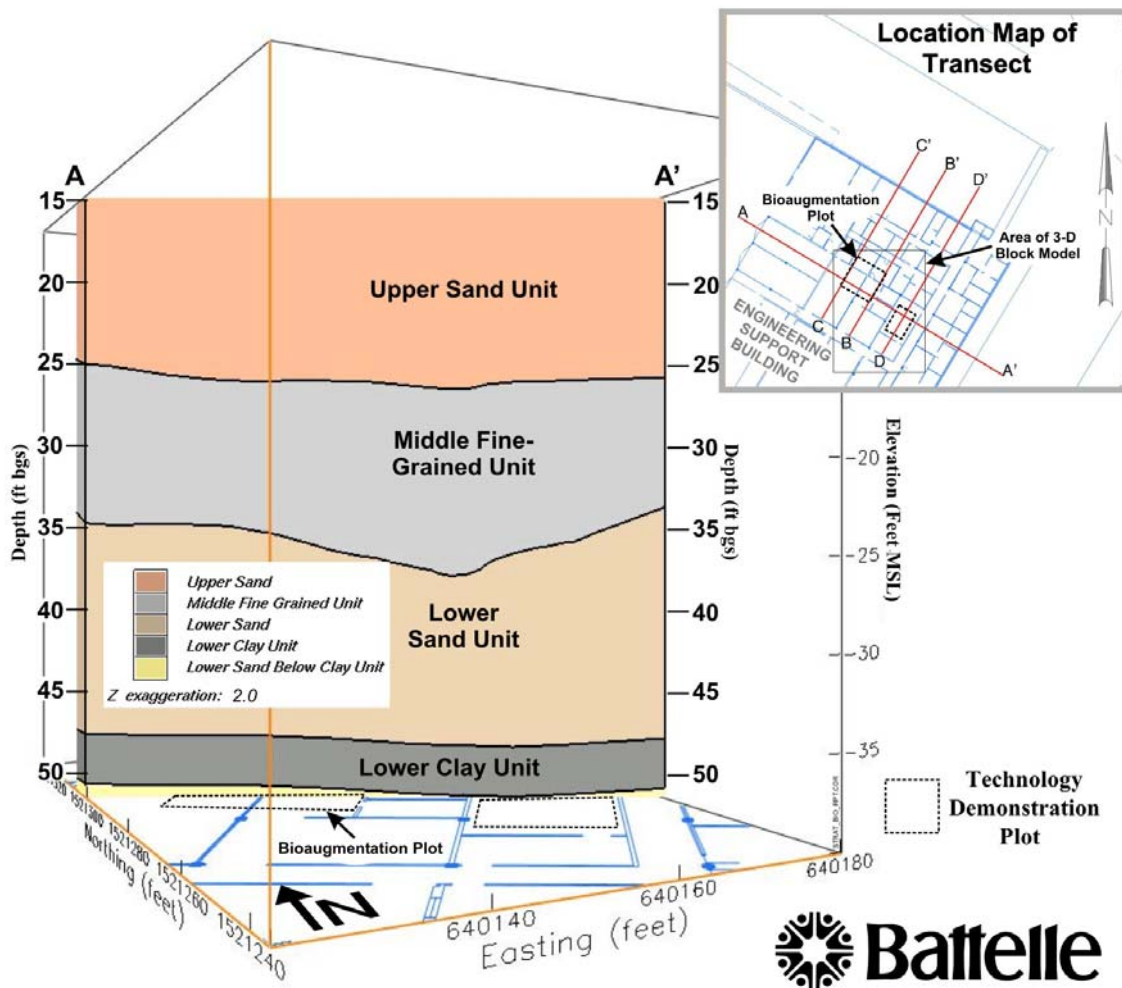 Location Map of
Transect
C'
B'
D'
Bioaugmentation
Plot
A
Area of 3-D
Block Model
N
C
B
D
A'
ENGINEERING
SUPPORT
BUILDING
A
A'
15
20
25
30
35
40
45
50
Depth (ft bgs)
Upper Sand Unit
Middle Fine-
Grained Unit
Lower
Sand Unit
Lower Clay Unit
Upper Sand
Middle Fine Grained Unit
Lower Sand
Lower Clay Unit
Lower Sand Below Clay Unit
Z exaggeration: 2.0
15
20
25
30
35
40
45
50
Depth (ft bgs)
-20
-25
-30
-35
Elevation (Feet MSL)
Bioaugmentation Plot
1521300
1521280
1521260
1521240
Northing (feet)
N
640140
640160
640180
Easting (feet)
Technology
Demonstration
Plot
Battelle